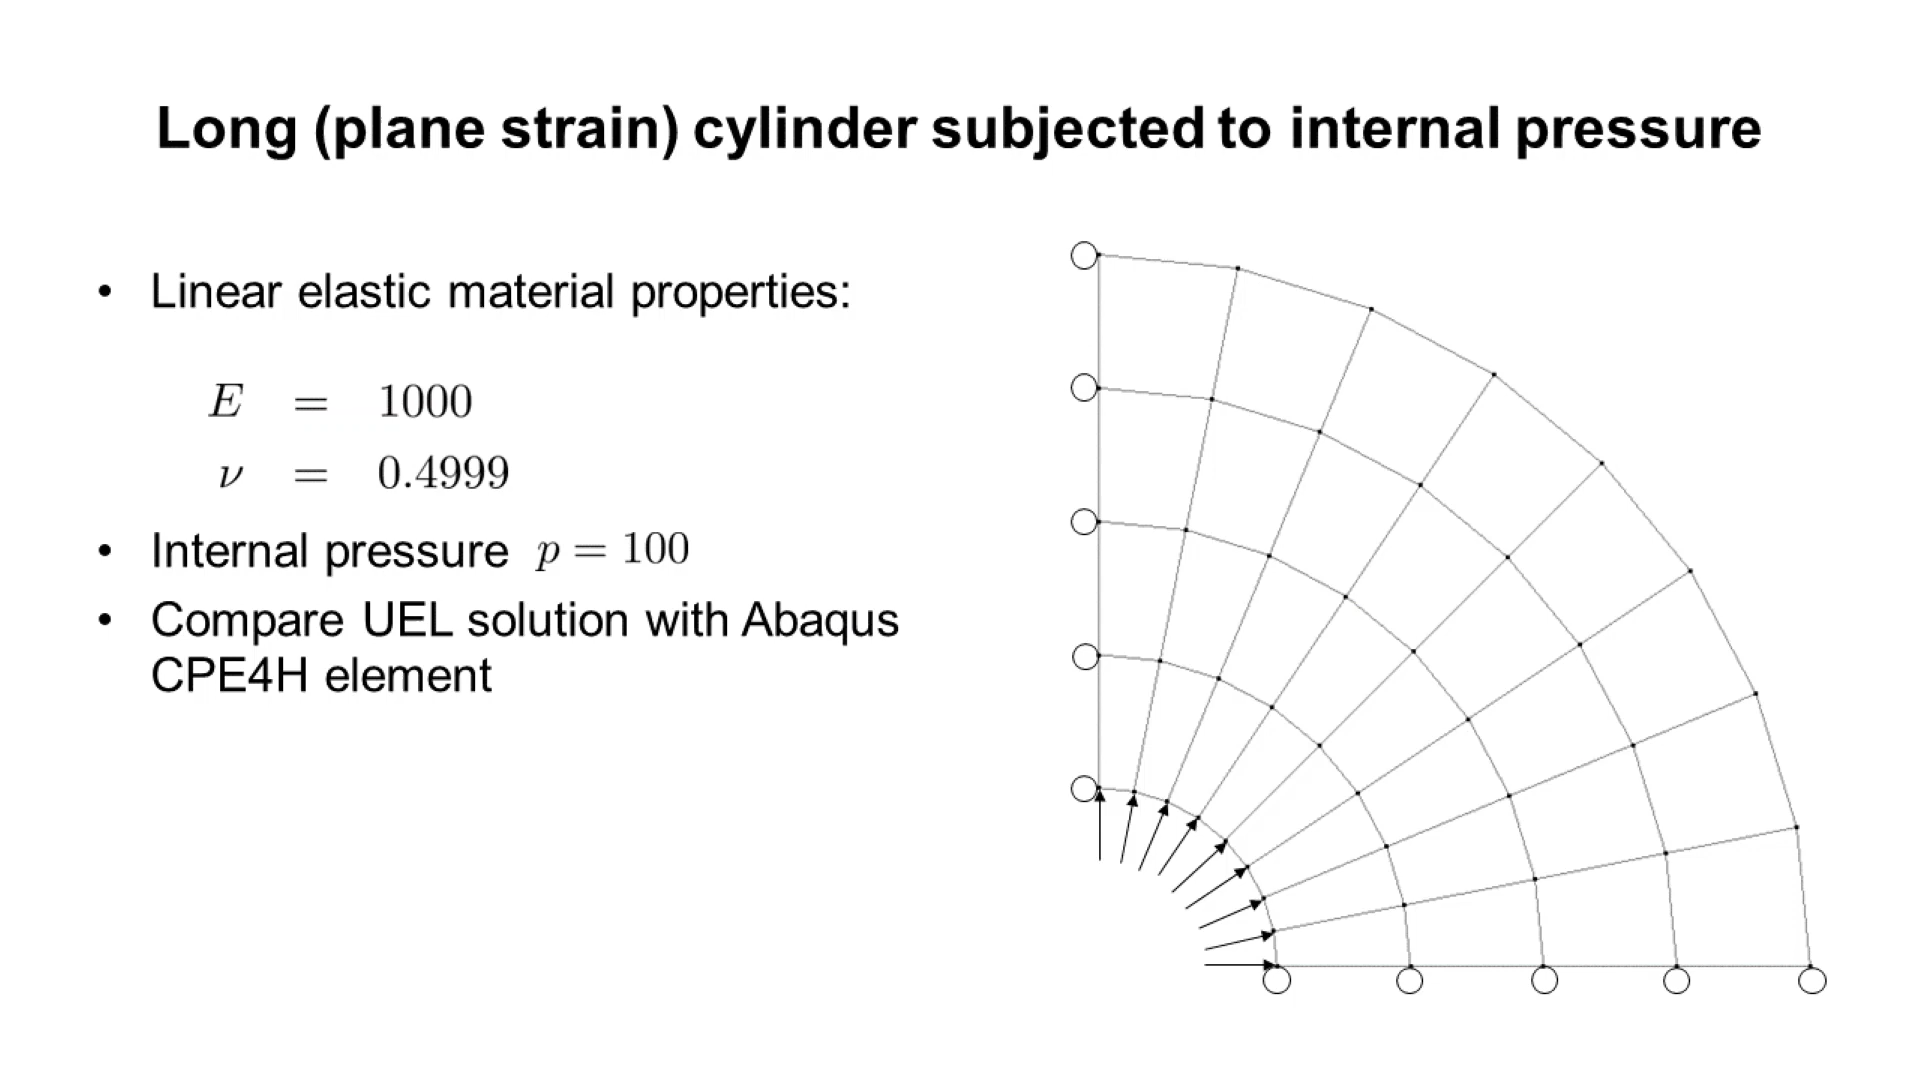 Long (plane strain) cylinder subjected to internal pressure
• Linear elastic material properties:
E = 1000
ν = 0.4999
• Internal pressure p = 100
• Compare UEL solution with Abaqus
CPE4H element